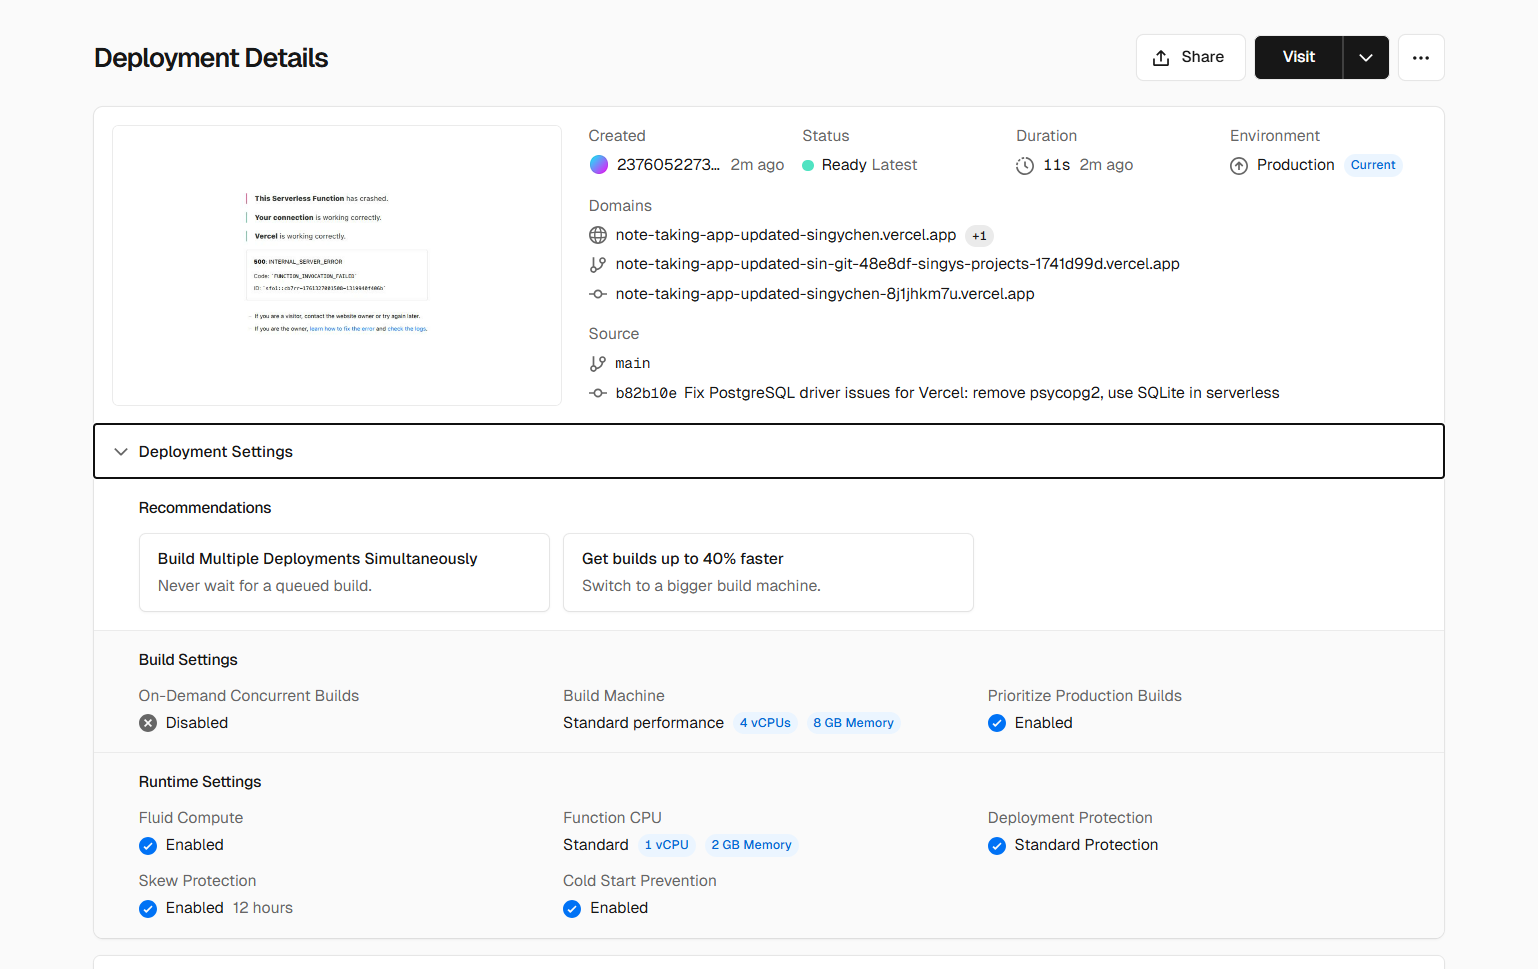 Deployment Details
Share
Visit
This Serverless Function has crashed.
Your connection is working correctly.
Vercel is working correctly.
500: INTERNAL_SERVER_ERROR
Code: `FUNCTION_INVOCATION_FAILED`
If you are a visitor, contact the website owner or try again later.
If you are the owner, learn how to fix the error and check the logs.
Created
2376052273... 2m ago
Status
Ready Latest
Duration
11s 2m ago
Environment
Production Current
Domains
note-taking-app-updated-singychen.vercel.app +1
note-taking-app-updated-sin-git-48e8df-singys-projects-1741d99d.vercel.app
note-taking-app-updated-singychen-8j1jhkm7u.vercel.app
Source
main
b82b10e Fix PostgreSQL driver issues for Vercel: remove psycopg2, use SQLite in serverless
Deployment Settings
Recommendations
Build Multiple Deployments Simultaneously
Never wait for a queued build.
Get builds up to 40% faster
Switch to a bigger build machine.
Build Settings
On-Demand Concurrent Builds
Disabled
Build Machine
Standard performance 4 vCPUs 8 GB Memory
Prioritize Production Builds
Enabled
Runtime Settings
Fluid Compute
Enabled
Function CPU
Standard 1 vCPU 2 GB Memory
Deployment Protection
Standard Protection
Skew Protection
Enabled 12 hours
Cold Start Prevention
Enabled